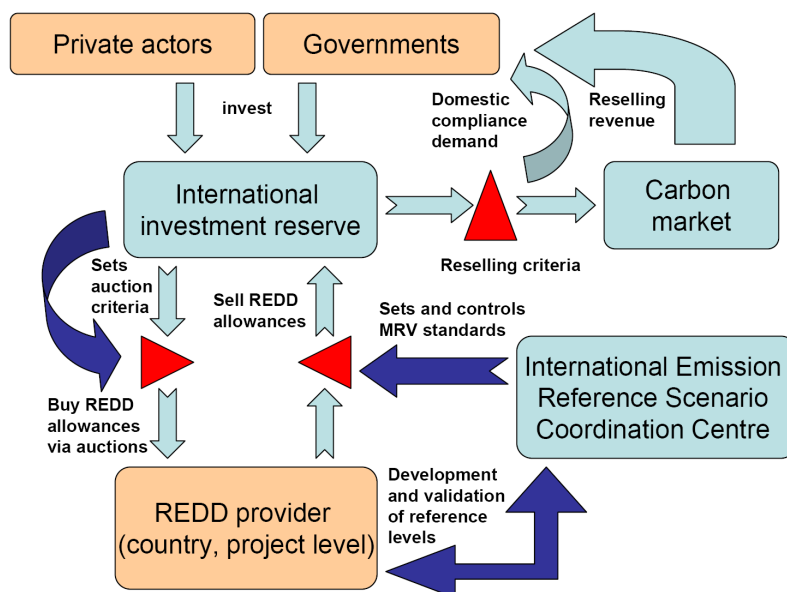 Private actors
Governments
invest
Domestic
compliance
demand
Reselling
revenue
International
investment reserve
Carbon
market
Reselling criteria
Sets
auction
criteria
Sell REDD
allowances
Sets and controls
MRV standards
International Emission
Reference Scenario
Coordination Centre
Buy REDD
allowances
via auctions
REDD provider
(country, project level)
Development
and validation
of reference
levels